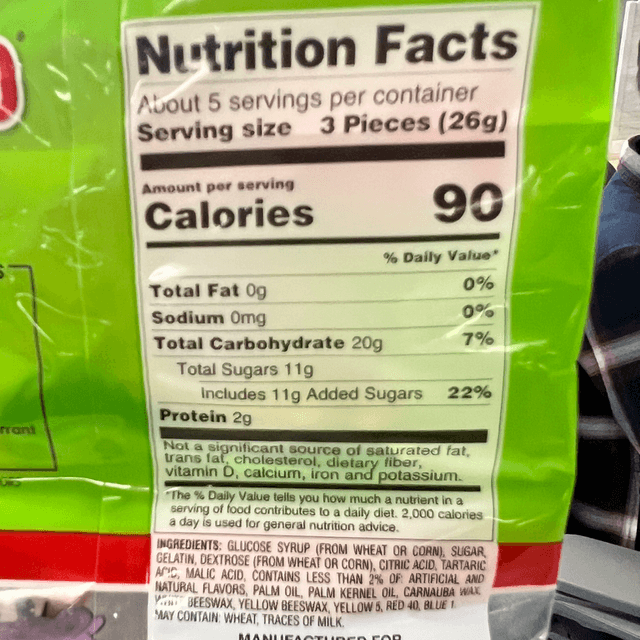 Nutrition Facts
About 5 servings per container
Serving size 3 Pieces (26g)
Amount per serving
Calories 90
% Daily Value*
Total Fat 0g 0%
Sodium 0mg 0%
Total Carbohydrate 20g 7%
Total Sugars 11g
Includes 11g Added Sugars 22%
Protein 2g
Not a significant source of saturated fat,
trans fat, cholesterol, dietary fiber,
vitamin D, calcium, iron and potassium.
*The % Daily Value tells you how much a nutrient in a
serving of food contributes to a daily diet. 2,000 calories
a day is used for general nutrition advice.
INGREDIENTS: GLUCOSE SYRUP (FROM WHEAT OR CORN), SUGAR,
GELATIN, DEXTROSE (FROM WHEAT OR CORN), CITRIC ACID, TARTARIC
ACID, MALIC ACID, CONTAINS LESS THAN 2% OF: ARTIFICIAL AND
NATURAL FLAVORS, PALM OIL, PALM KERNEL OIL, CARNAUBA WAX,
WHITE BEESWAX, YELLOW BEESWAX, YELLOW 5, RED 40, BLUE 1.
MAY CONTAIN: WHEAT, TRACES OF MILK.
MANUFACTURED FOR